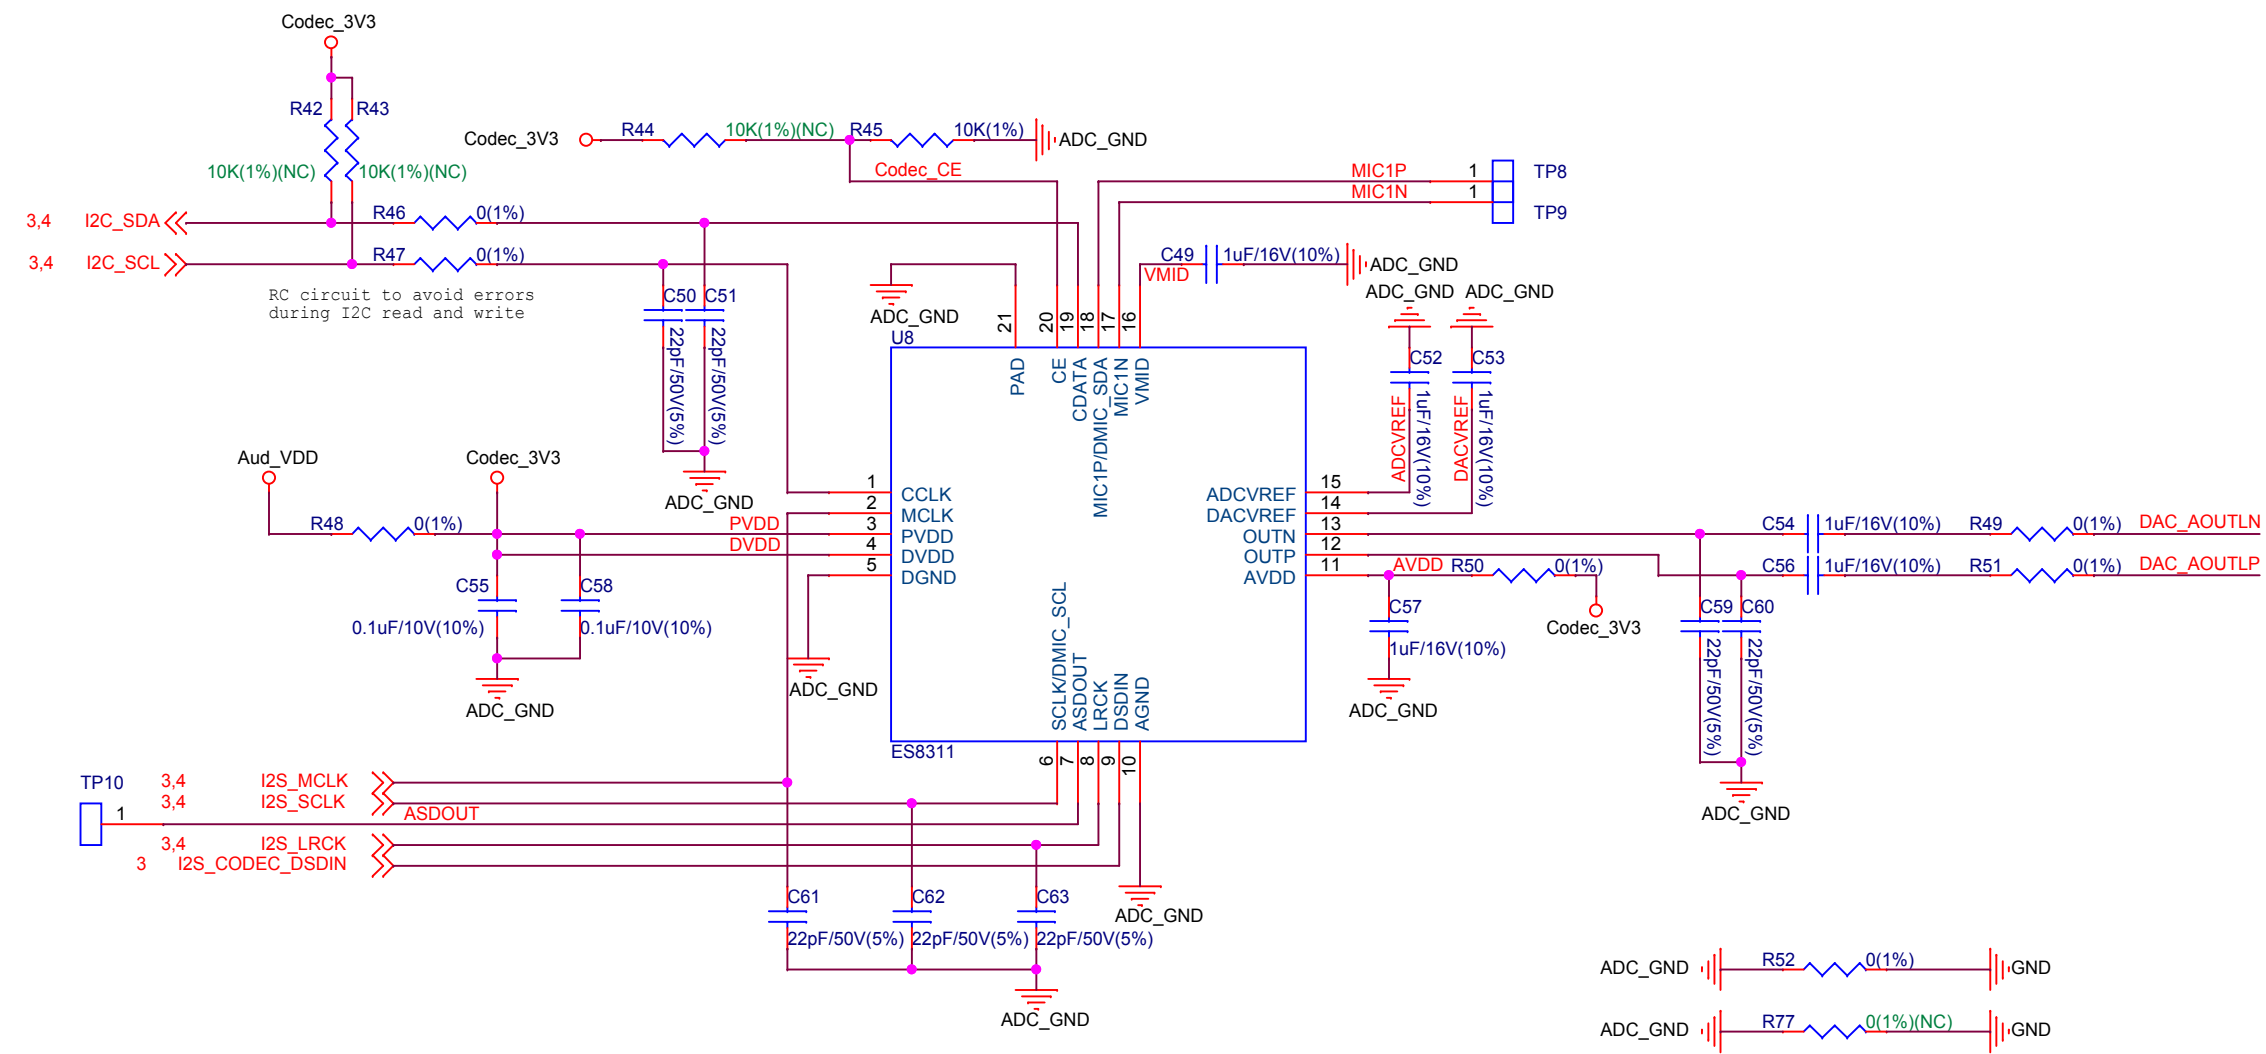 Codec_3V3
R42 R43
10K(1%)(NC) 10K(1%)(NC)
Codec_3V3 R44 10K(1%)(NC) R45 10K(1%) ADC_GND
Codec_CE
MIC1P 1 TP8
MIC1N 1 TP9
3,4 I2C_SDA R46 0(1%)
3,4 I2C_SCL R47 0(1%)
RC circuit to avoid errors
during I2C read and write
C50 C51
22pF/50V(5%) 22pF/50V(5%)
ADC_GND
ADC_GND
C49 1uF/16V(10%) ADC_GND
VMID
ADC_GND ADC_GND
C52 C53
1uF/16V(10%) 1uF/16V(10%)
ADCVREF DACVREF
U8
21 20 19 18 17 16
PAD CE CDATA MIC1P/DMIC_SDA MIC1N VMID
1 CCLK
2 MCLK
3 PVDD
4 DVDD
5 DGND
ADCVREF 15
DACVREF 14
OUTN 13
OUTP 12
AVDD 11
SCLK/DMIC_SCL ASDOUT LRCK DSDIN AGND
6 7 8 9 10
ES8311
Aud_VDD Codec_3V3
R48 0(1%) PVDD
DVDD
C55 C58
0.1uF/10V(10%) 0.1uF/10V(10%)
ADC_GND
ADC_GND
C54 1uF/16V(10%) R49 0(1%) DAC_AOUTLN
C56 1uF/16V(10%) R51 0(1%) DAC_AOUTLP
AVDD R50 0(1%)
Codec_3V3
C57
1uF/16V(10%)
ADC_GND
C59 C60
22pF/50V(5%) 22pF/50V(5%)
ADC_GND
TP10 1
3,4 I2S_MCLK
3,4 I2S_SCLK
ASDOUT
3,4 I2S_LRCK
3 I2S_CODEC_DSDIN
C61 C62 C63
22pF/50V(5%) 22pF/50V(5%) 22pF/50V(5%)
ADC_GND
ADC_GND
ADC_GND R52 0(1%) GND
ADC_GND R77 0(1%)(NC) GND